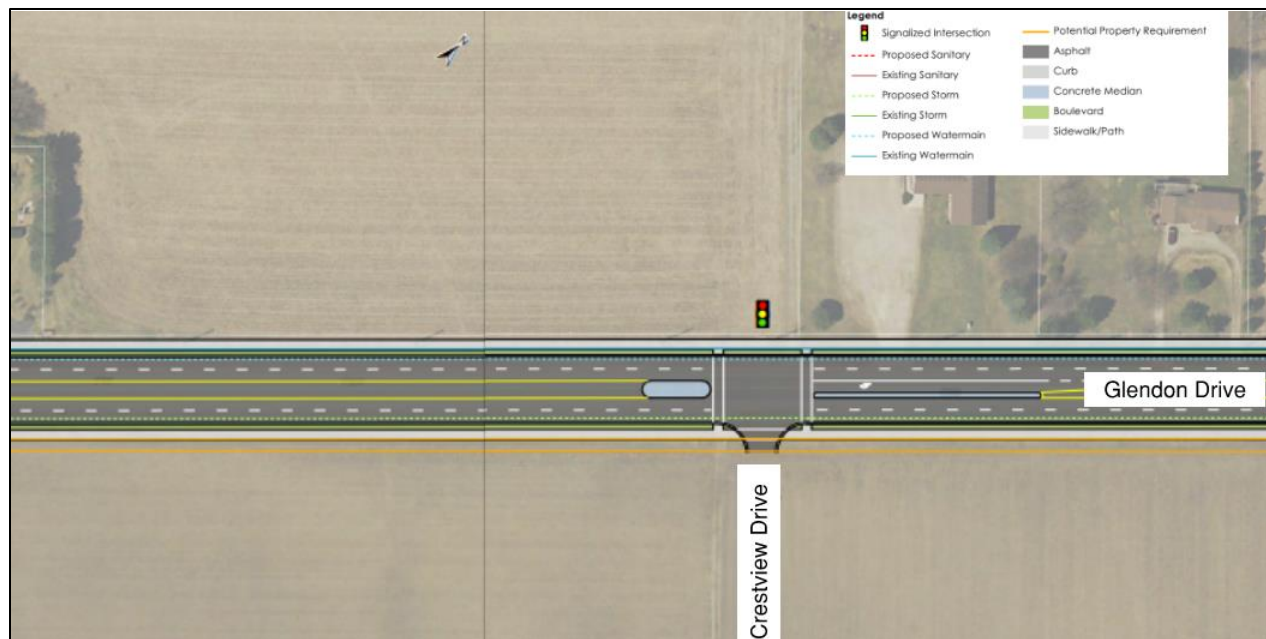 Legend
Signalized Intersection
Proposed Sanitary
Existing Sanitary
Proposed Storm
Existing Storm
Proposed Watermain
Existing Watermain
Potential Property Requirement
Asphalt
Curb
Concrete Median
Boulevard
Sidewalk/Path
Glendon Drive
Crestview Drive